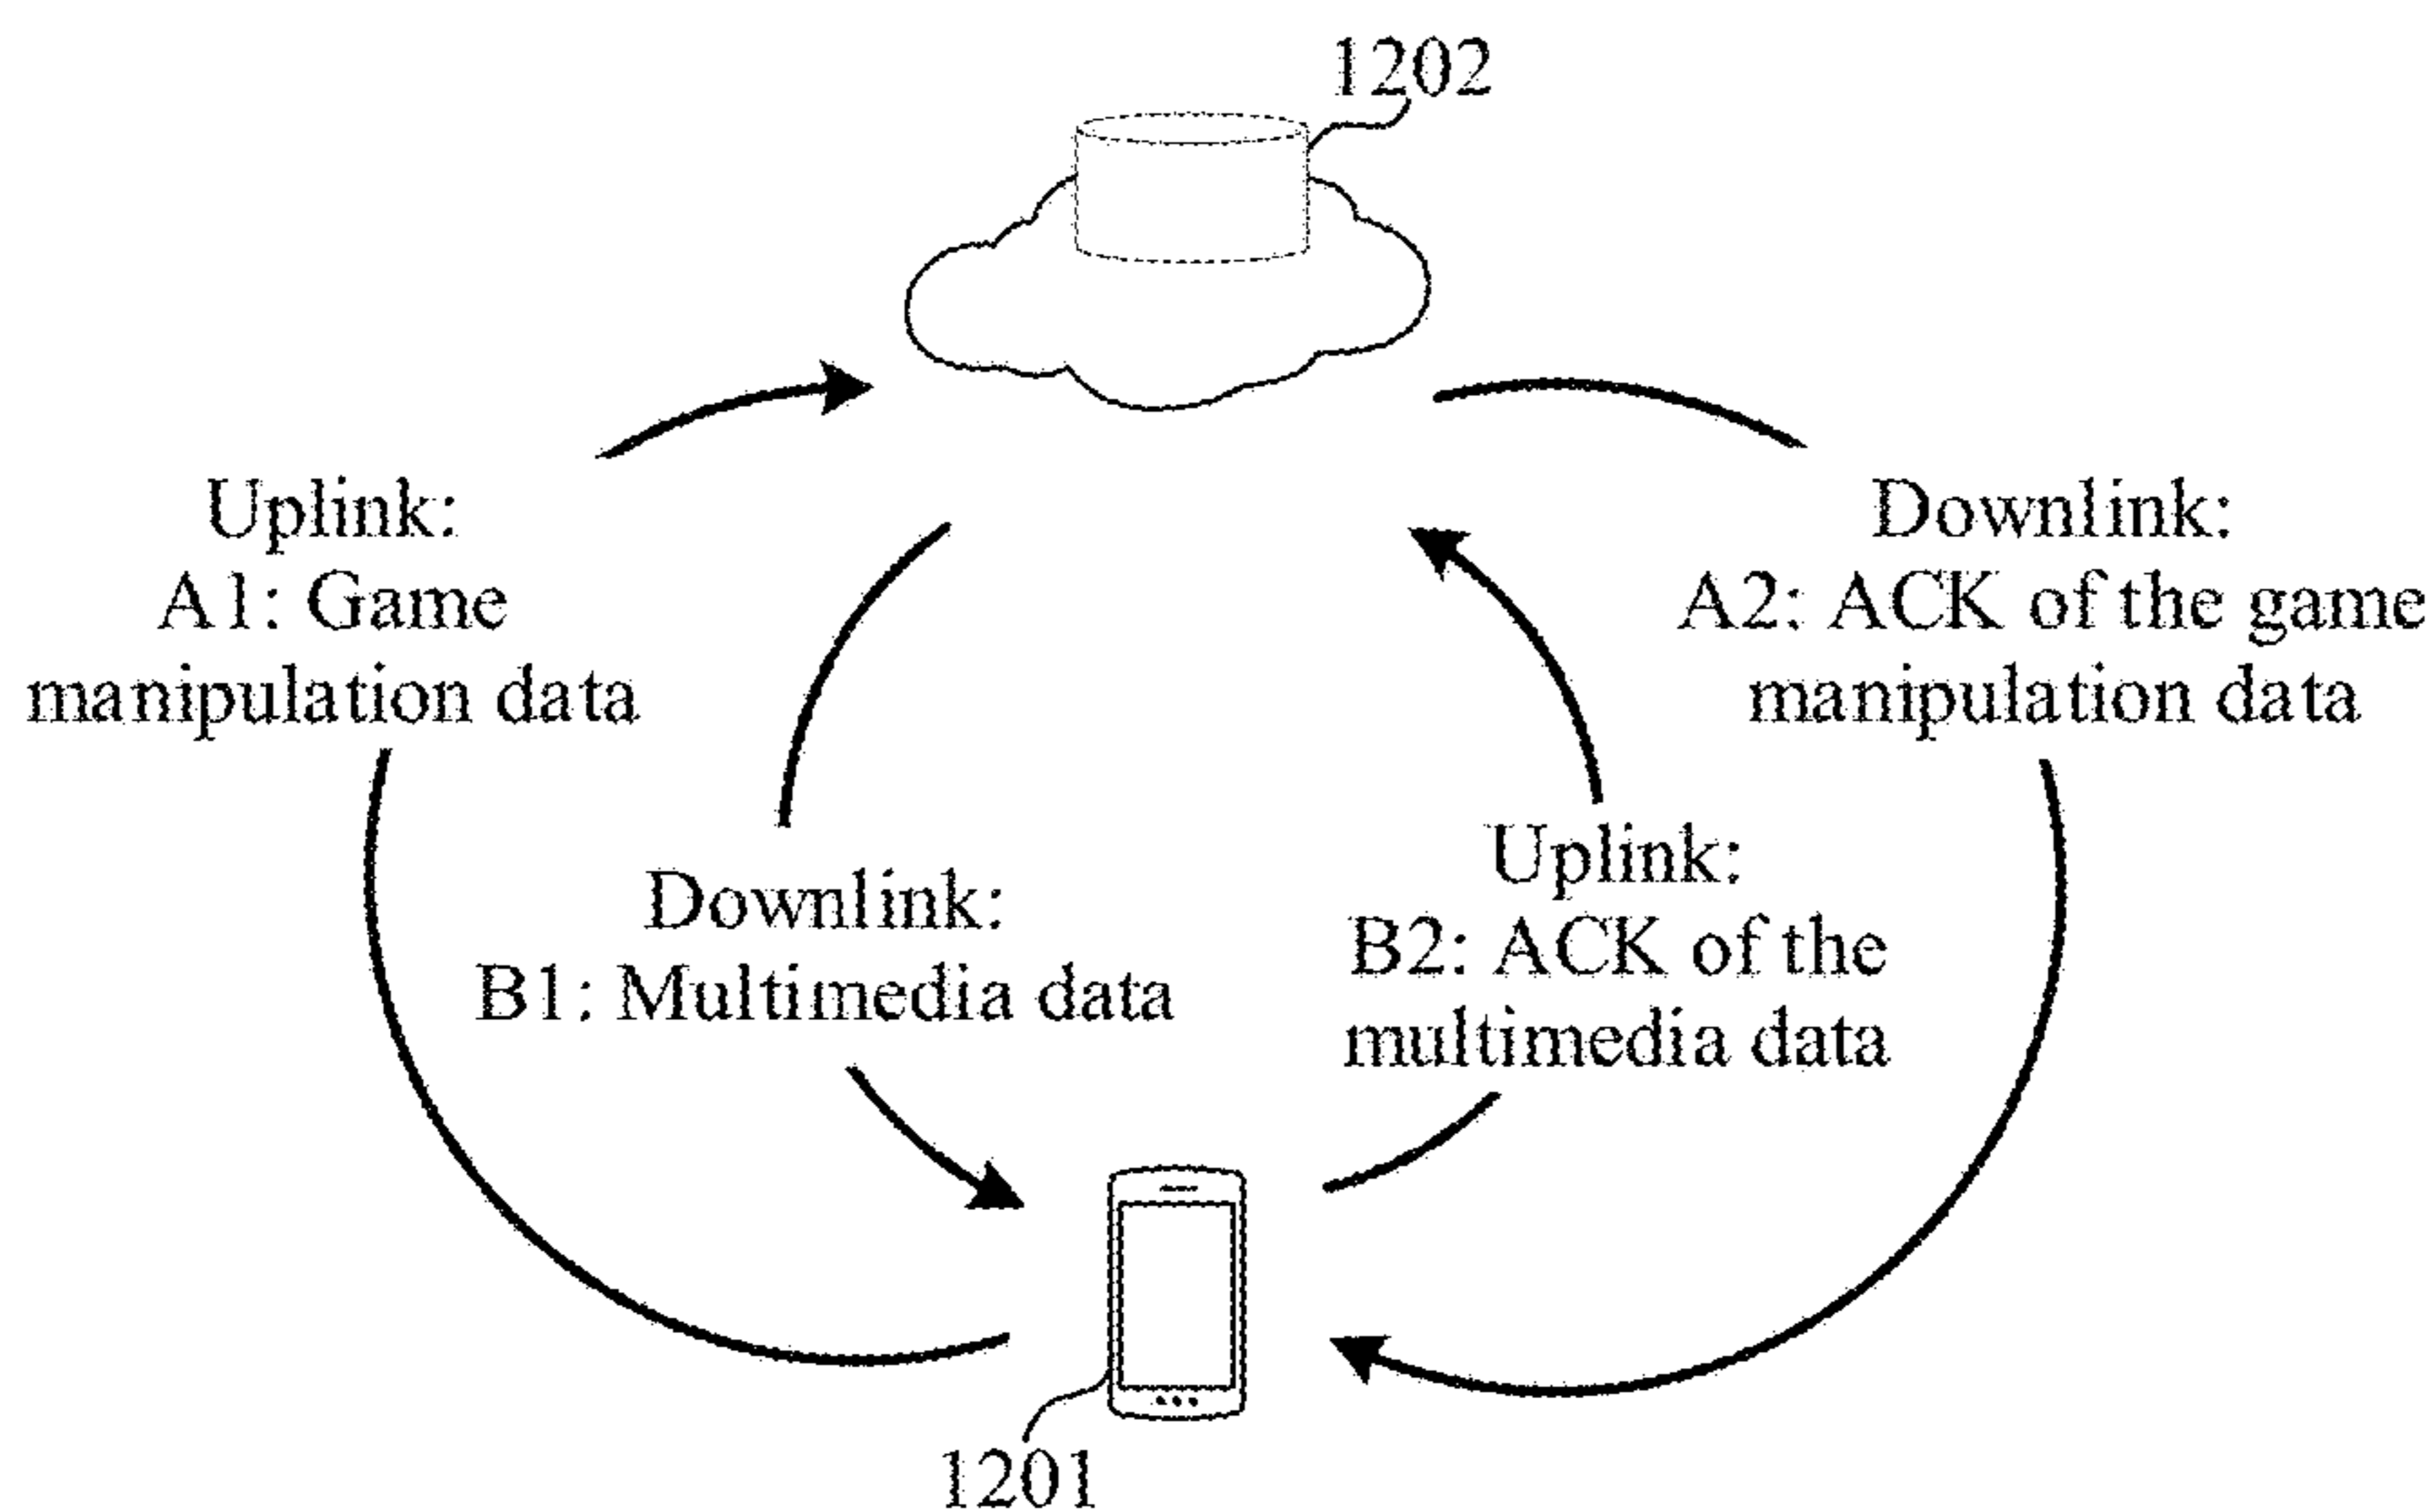 1202
Uplink:
A1: Game
manipulation data
Downlink:
A2: ACK of the game
manipulation data
Downlink:
B1: Multimedia data
Uplink:
B2: ACK of the
multimedia data
1201